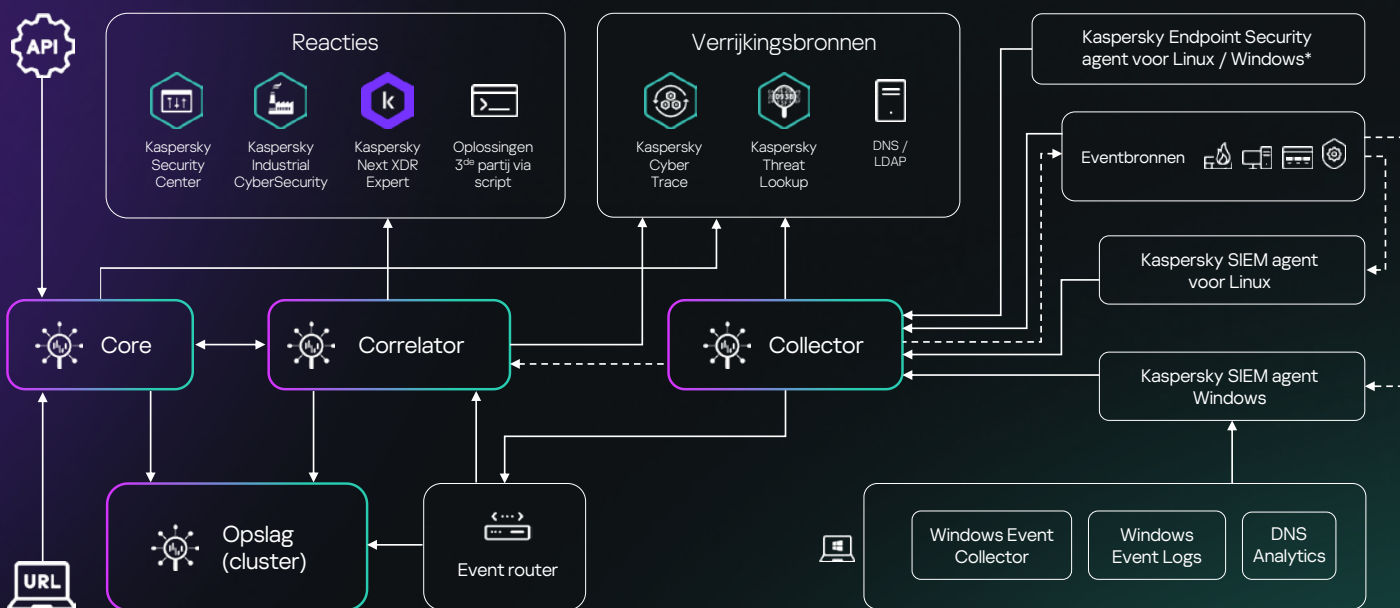 API
Reacties
Kaspersky
Security
Center
Kaspersky
Industrial
CyberSecurity
k
Kaspersky
Next XDR
Expert
Oplossingen
3de partij via
script
Verrijkingsbronnen
Kaspersky
Cyber
Trace
Kaspersky
Threat
Lookup
DNS /
LDAP
Kaspersky Endpoint Security
agent voor Linux / Windows*
Eventbronnen
Kaspersky SIEM agent
voor Linux
Core
Correlator
Collector
Kaspersky SIEM agent
Windows
Opslag
(cluster)
Event router
Windows Event
Collector
Windows
Event Logs
DNS
Analytics
URL